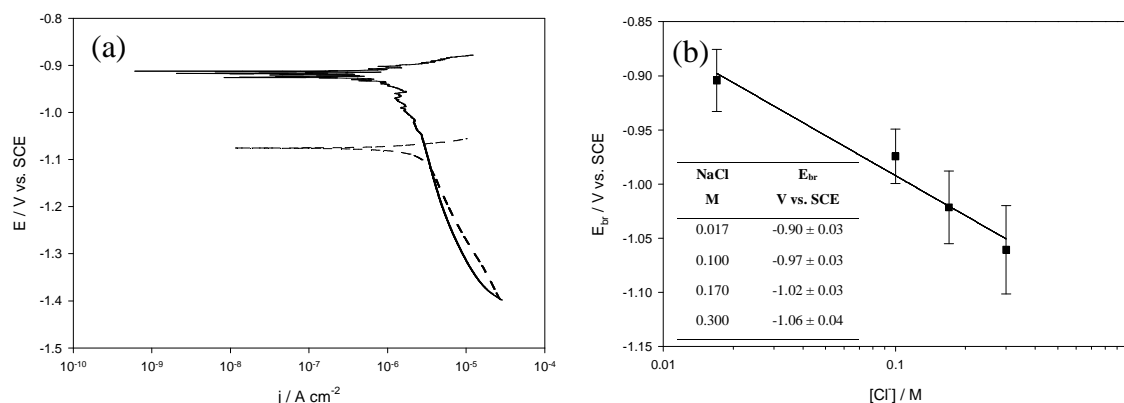 (a)
-0.8
-0.9
-1.0
-1.1
-1.2
-1.3
-1.4
-1.5
E / V vs. SCE
10⁻¹⁰ 10⁻⁹ 10⁻⁸ 10⁻⁷ 10⁻⁶ 10⁻⁵ 10⁻⁴
j / A cm⁻²
(b)
-0.85
-0.90
-0.95
-1.00
-1.05
-1.10
-1.15
E_br / V vs. SCE
NaCl E_br
M V vs. SCE
0.017 -0.90 ± 0.03
0.100 -0.97 ± 0.03
0.170 -1.02 ± 0.03
0.300 -1.06 ± 0.04
0.01 0.1
[Cl⁻] / M